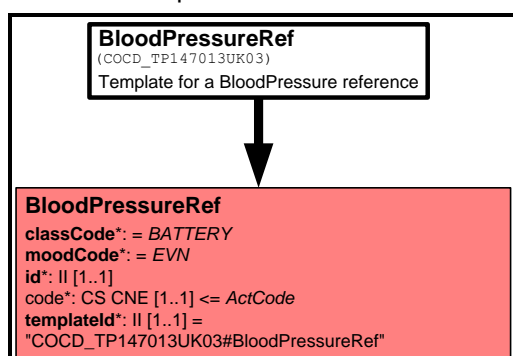 BloodPressureRef
(COCD_TP147013UK03)
Template for a BloodPressure reference
BloodPressureRef
classCode*: = BATTERY
moodCode*: = EVN
id*: II [1..1]
code*: CS CNE [1..1] <= ActCode
templateId*: II [1..1] =
"COCD_TP147013UK03#BloodPressureRef"